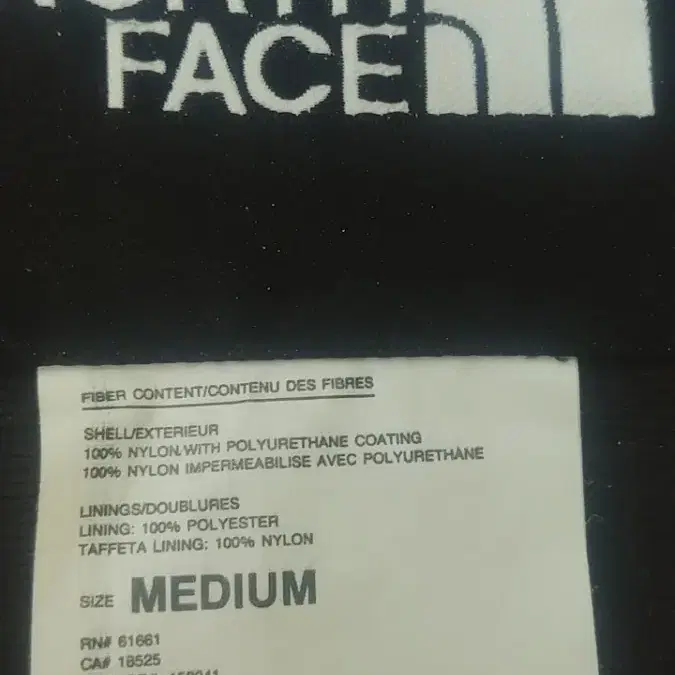 FACE
FIBER CONTENT/CONTENU DES FIBRES
SHELL/EXTERIEUR
100% NYLON WITH POLYURETHANE COATING
100% NYLON IMPERMEABILISE AVEC POLYURETHANE
LININGS/DOUBLURES
LINING: 100% POLYESTER
TAFFETA LINING: 100% NYLON
SIZE MEDIUM
RN# 61661
CA# 18525